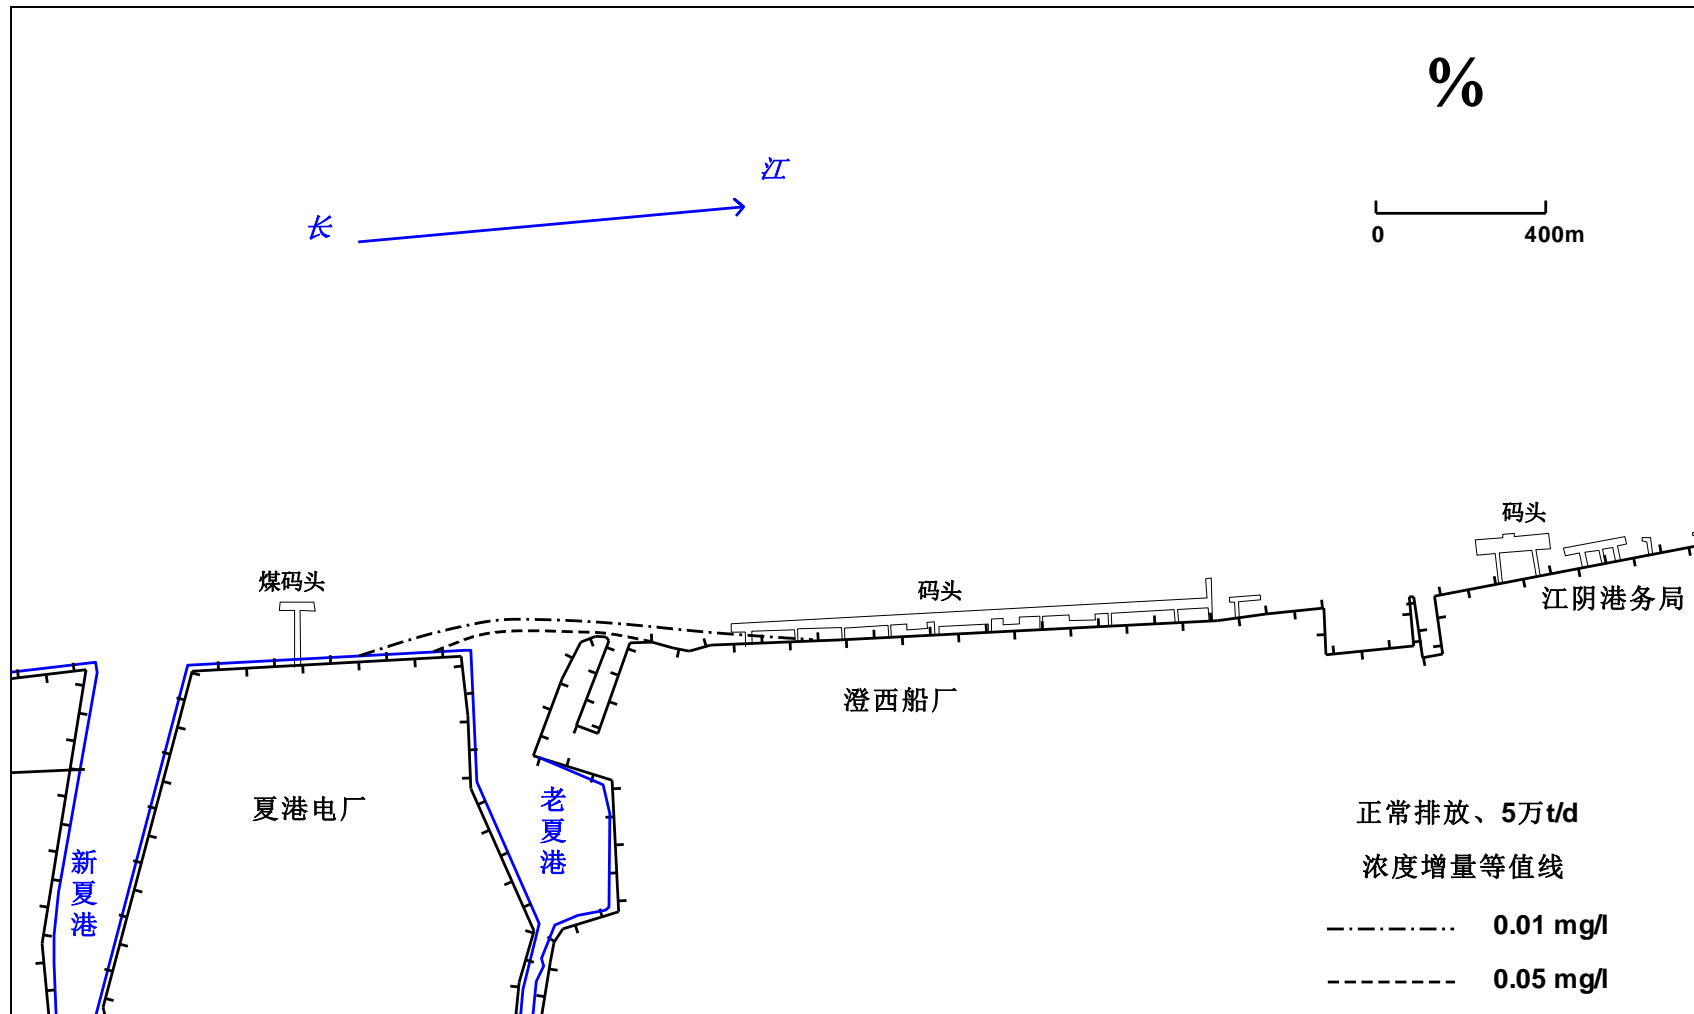 %
江
长
0
400m
码头
煤码头
码头
江阴港务局
澄西船厂
夏港电厂
老夏港
新夏港
正常排放、5万t/d
浓度增量等值线
0.01 mg/l
0.05 mg/l